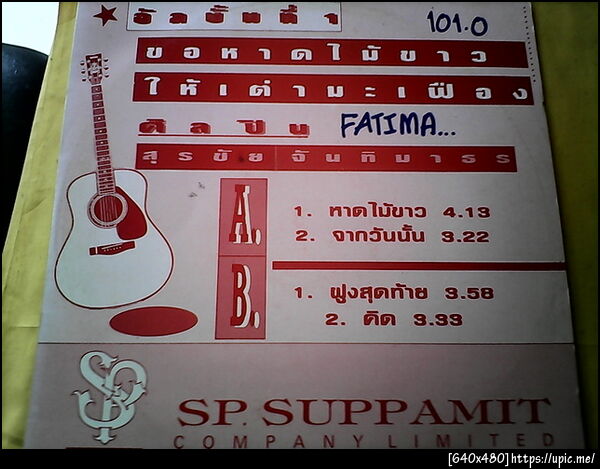 ★ อัลบั้มที่ 1
101.0
ขอหาดไม้ขาว
ให้เต่ามะเฟือง
ศิลปิน FATIMA...
สุรชัย จันทิมาธร
A.
1. หาดไม้ขาว 4.13
2. จากวันนั้น 3.22
B.
1. ฝูงสุดท้าย 3.58
2. คิด 3.33
SP
SP. SUPPAMIT
COMPANY LIMITED
[640x480]https://upic.me/